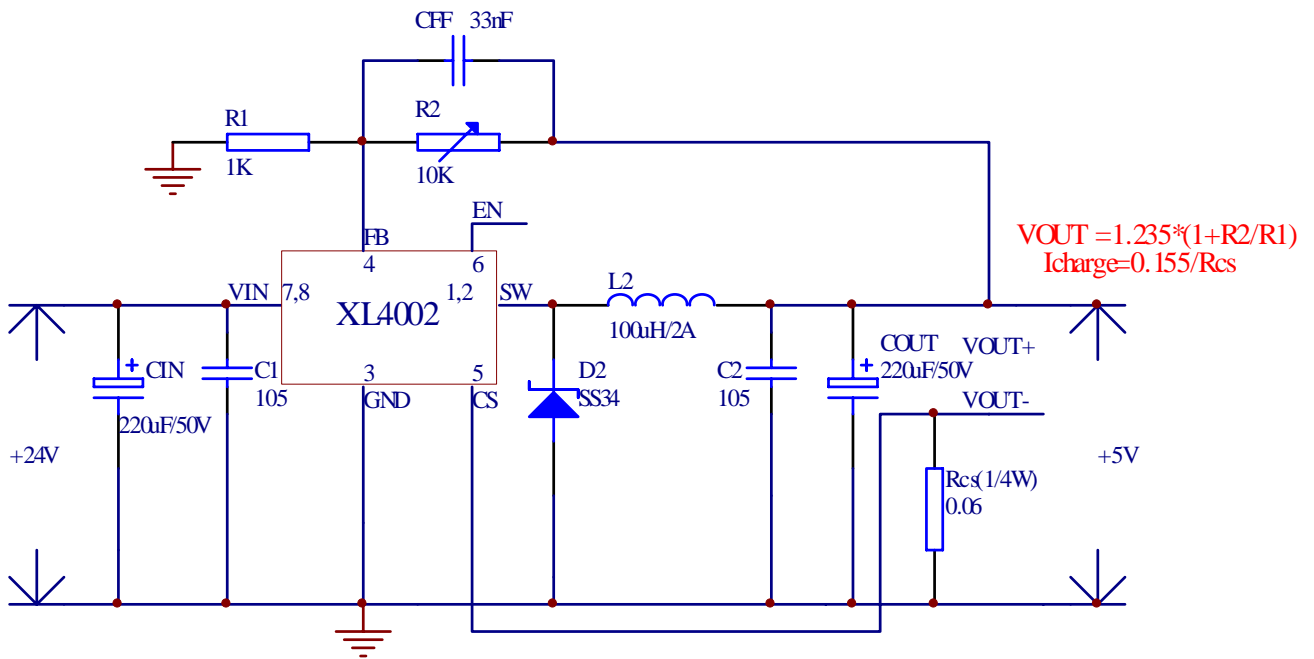 CFF 33nF
R1
1K
R2
10K
EN
FB
4
6
VIN
7,8
1,2
SW
XL4002
3
5
GND
CS
L2
100uH/2A
VOUT =1.235*(1+R2/R1)
Icharge=0.155/Rcs
+
CIN
220uF/50V
C1
105
D2
SS34
C2
105
COUT
+
220uF/50V
VOUT+
VOUT-
+24V
Rcs(1/4W)
0.06
+5V